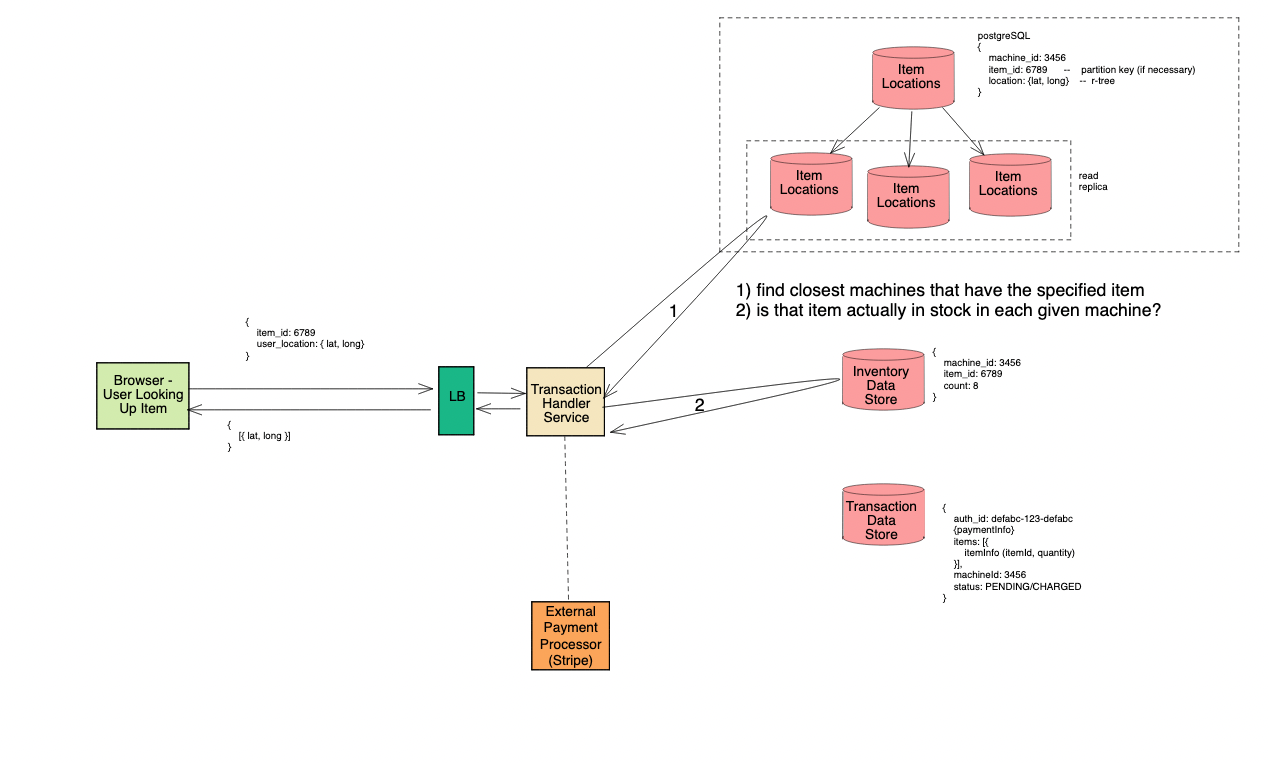 postgreSQL
{
machine_id: 3456
item_id: 6789 -- partition key (if necessary)
location: {lat, long} -- r-tree
}
Item
Locations
Item
Locations
Item
Locations
Item
Locations
read
replica
1) find closest machines that have the specified item
2) is that item actually in stock in each given machine?
1
{
item_id: 6789
user_location: { lat, long}
}
Browser -
User Looking
Up Item
LB
Transaction
Handler
Service
2
Inventory
Data
Store
{
machine_id: 3456
item_id: 6789
count: 8
}
{
[{ lat, long }]
}
Transaction
Data
Store
{
auth_id: defabc-123-defabc
{paymentInfo}
items: [{
itemInfo (itemId, quantity)
}],
machineId: 3456
status: PENDING/CHARGED
}
External
Payment
Processor
(Stripe)